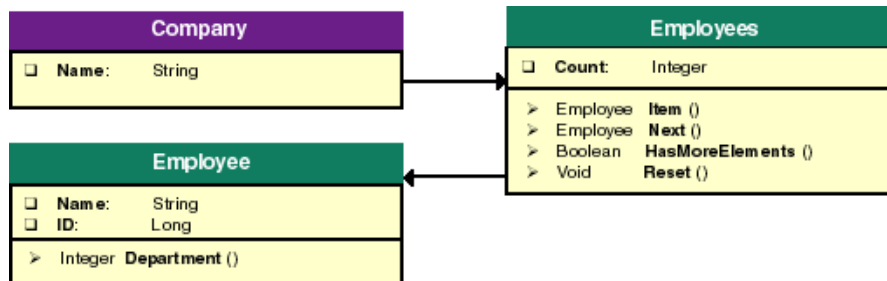 Company
Name: String
Employees
Count: Integer
Employee Item ()
Employee Next ()
Boolean HasMoreElements ()
Void Reset ()
Employee
Name: String
ID: Long
Integer Department ()